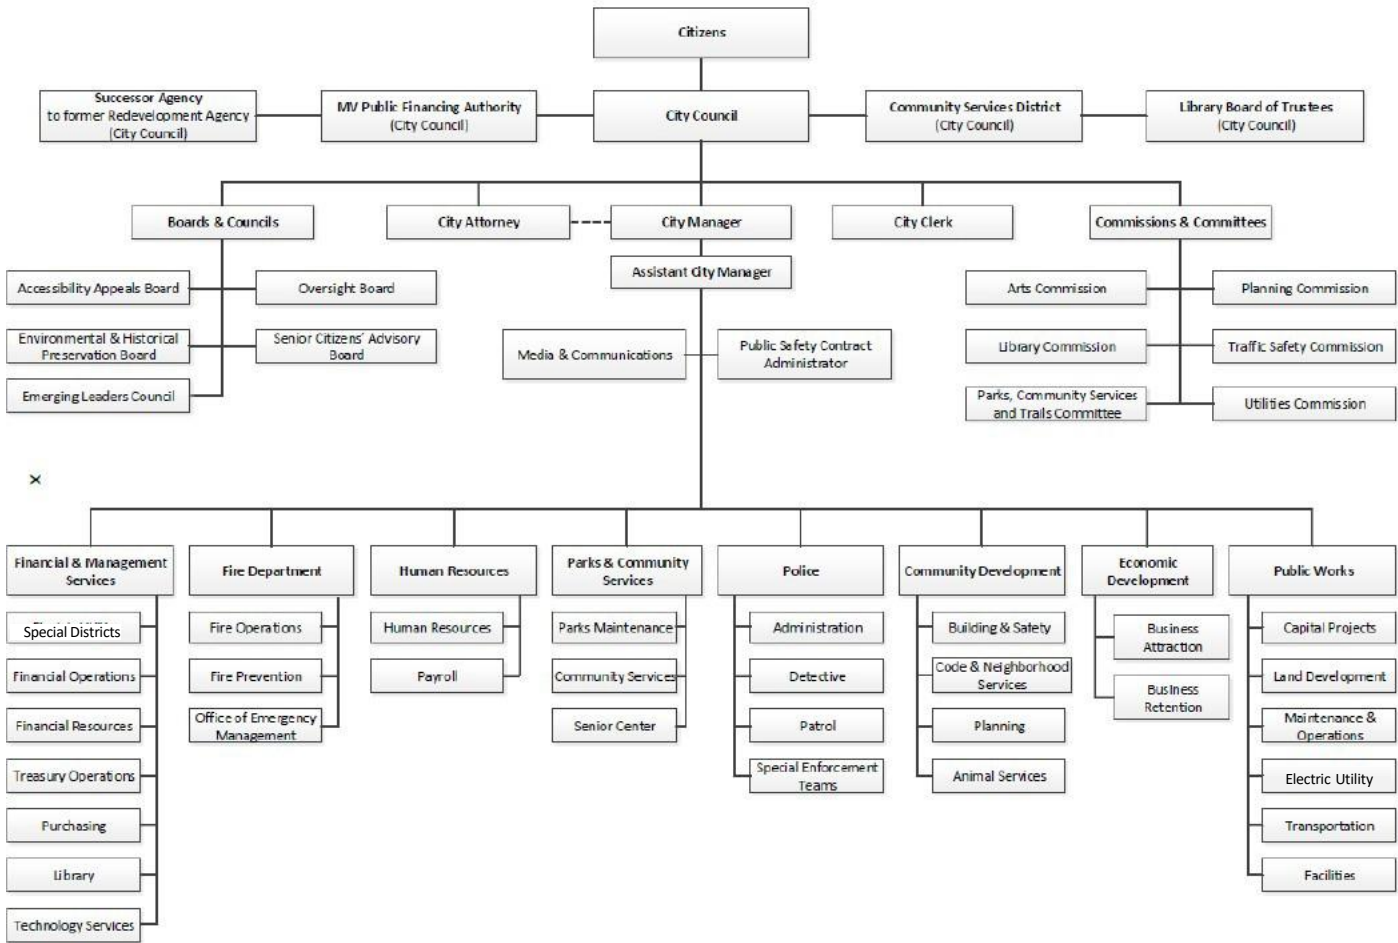 Citizens
Successor Agency
to former Redevelopment Agency
(City Council)
MV Public Financing Authority
(City Council)
City Council
Community Services District
(City Council)
Library Board of Trustees
(City Council)
Boards & Councils
City Attorney
City Manager
City Clerk
Commissions & Committees
Assistant City Manager
Accessibility Appeals Board
Oversight Board
Arts Commission
Planning Commission
Environmental & Historical
Preservation Board
Senior Citizens' Advisory
Board
Media & Communications
Public Safety Contract
Administrator
Library Commission
Traffic Safety Commission
Emerging Leaders Council
Parks, Community Services
and Trails Committee
Utilities Commission
Financial & Management
Services
Fire Department
Human Resources
Parks & Community
Services
Police
Community Development
Economic
Development
Public Works
Special Districts
Financial Operations
Financial Resources
Treasury Operations
Purchasing
Library
Technology Services
Fire Operations
Fire Prevention
Office of Emergency
Management
Human Resources
Payroll
Parks Maintenance
Community Services
Senior Center
Administration
Detective
Patrol
Special Enforcement
Teams
Building & Safety
Code & Neighborhood
Services
Planning
Animal Services
Business
Attraction
Business
Retention
Capital Projects
Land Development
Maintenance &
Operations
Electric Utility
Transportation
Facilities